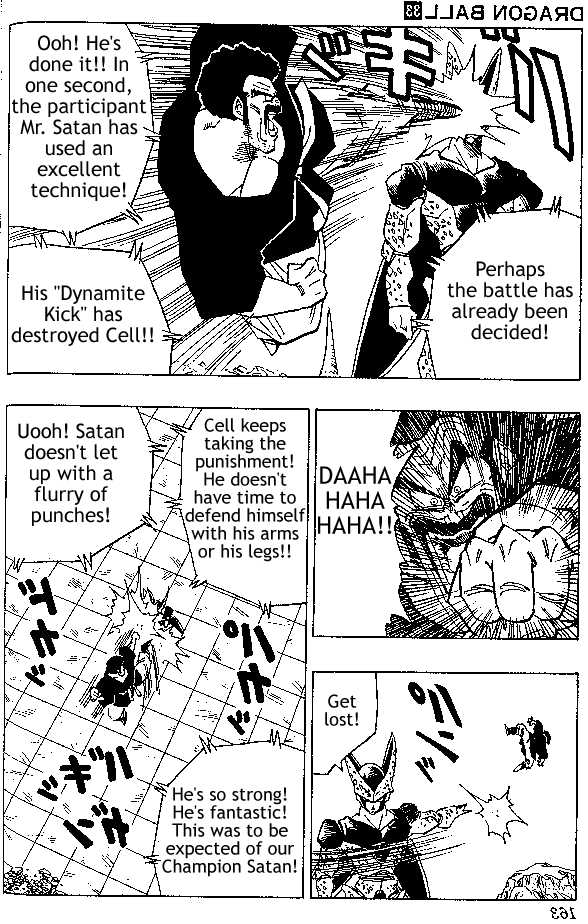 DRAGON BALL 33
Ooh! He's
done it!! In
one second,
the participant
Mr. Satan has
used an
excellent
technique!
His "Dynamite
Kick" has
destroyed Cell!!
Perhaps
the battle has
already been
decided!
Uooh! Satan
doesn't let
up with a
flurry of
punches!
Cell keeps
taking the
punishment!
He doesn't
have time to
defend himself
with his arms
or his legs!!
He's so strong!
He's fantastic!
This was to be
expected of our
Champion Satan!
DAAHA
HAHA
HAHA!!
Get
lost!
163